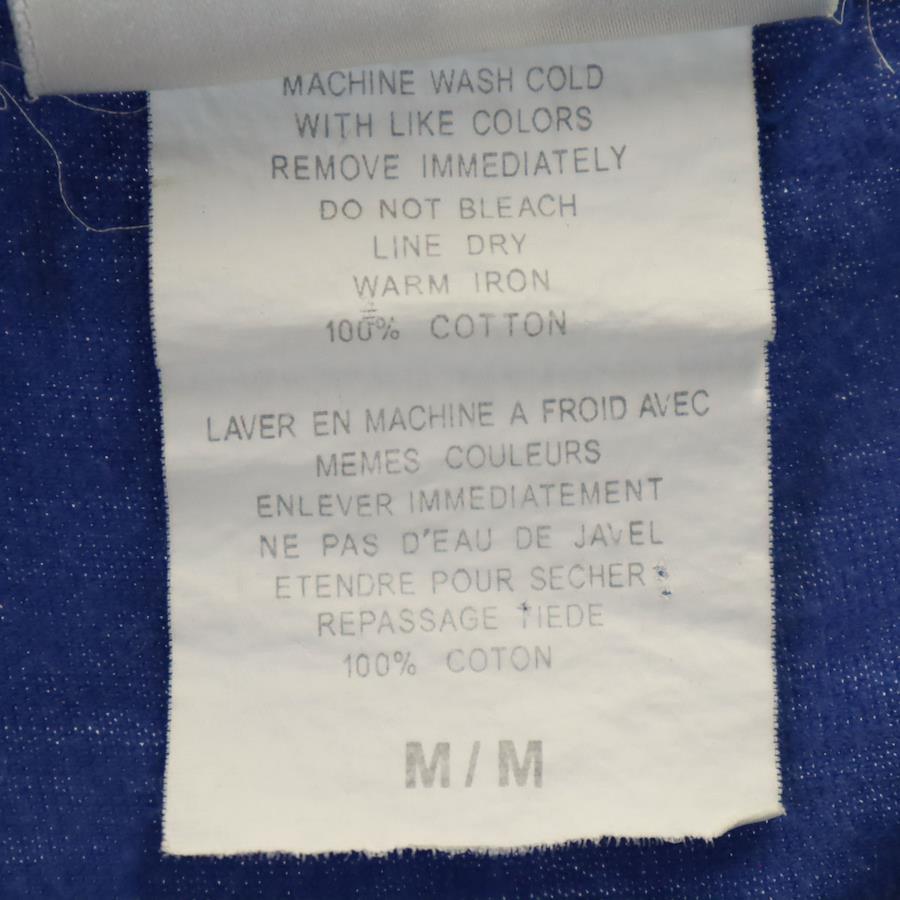 MACHINE WASH COLD
WITH LIKE COLORS
REMOVE IMMEDIATELY
DO NOT BLEACH
LINE DRY
WARM IRON
100% COTTON
LAVER EN MACHINE A FROID AVEC
MEMES COULEURS
ENLEVER IMMEDIATEMENT
NE PAS D'EAU DE JAVEL
ETENDRE POUR SECHER
REPASSAGE TIEDE
100% COTON
M / M